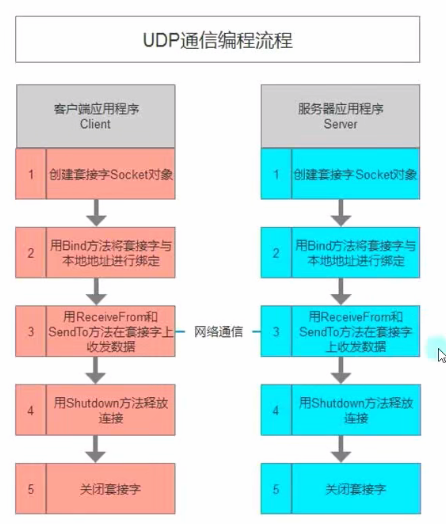 UDP通信编程流程
客户端应用程序
Client
1
创建套接字Socket对象
2
用Bind方法将套接字与
本地地址进行绑定
3
用ReceiveFrom和
SendTo方法在套接字上
收发数据
4
用Shutdown方法释放
连接
5
关闭套接字
网络通信
服务器应用程序
Server
1
创建套接字Socket对象
2
用Bind方法将套接字与
本地地址进行绑定
3
用ReceiveFrom和
SendTo方法在套接字
上收发数据
4
用Shutdown方法释放
连接
5
关闭套接字